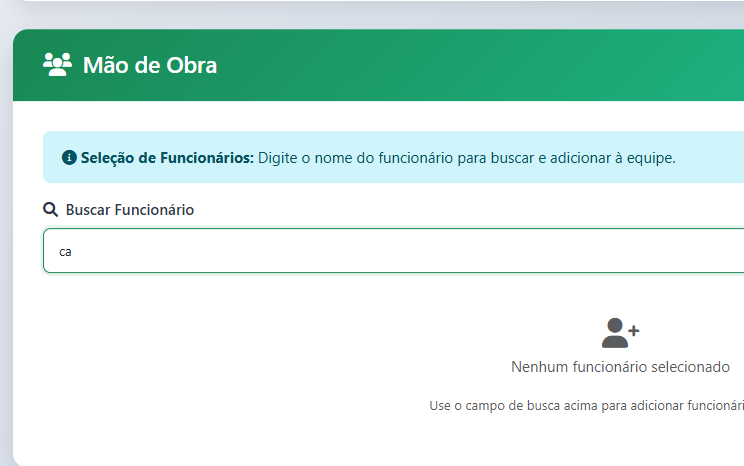 Mão de Obra
Seleção de Funcionários: Digite o nome do funcionário para buscar e adicionar à equipe.
Buscar Funcionário
ca
Nenhum funcionário selecionado
Use o campo de busca acima para adicionar